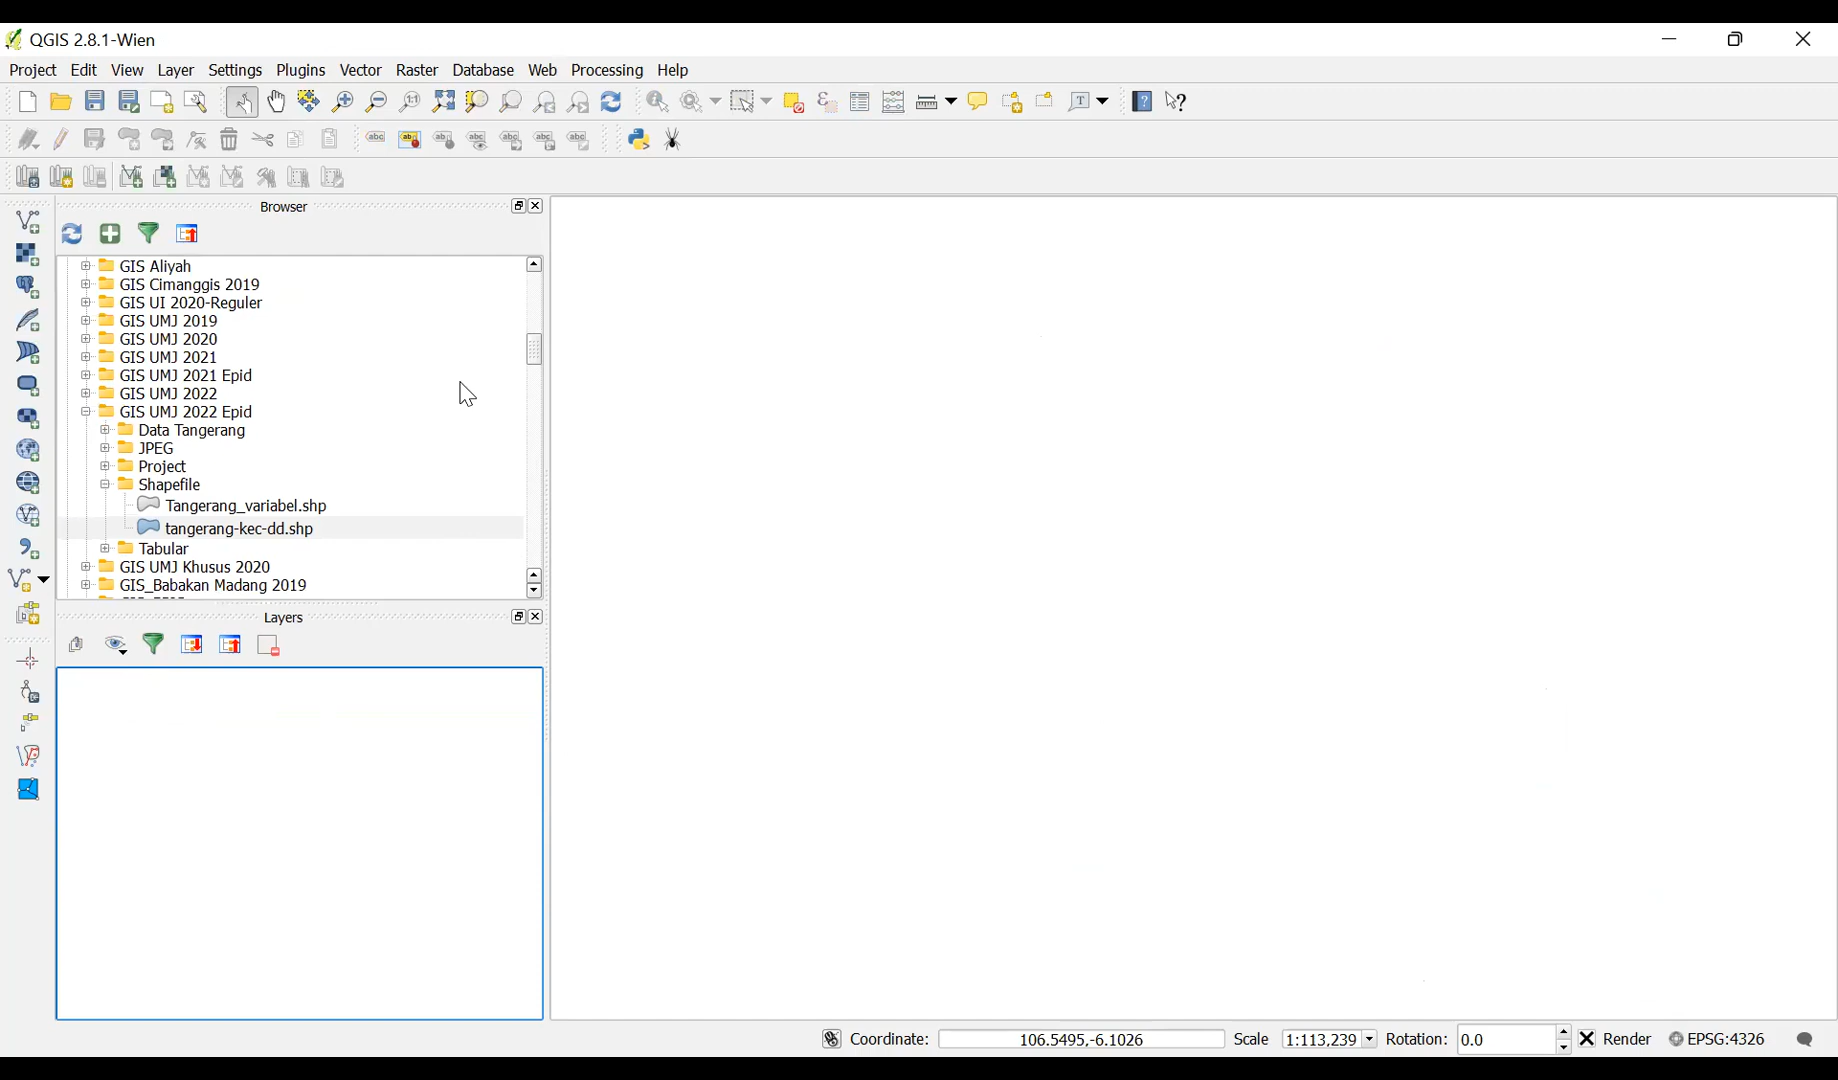 QGIS 2.8.1-Wien
Project Edit View Layer Settings Plugins Vector Raster Database Web Processing Help
Browser
GIS Aliyah
GIS Cimanggis 2019
GIS UI 2020-Reguler
GIS UMJ 2019
GIS UMJ 2020
GIS UMJ 2021
GIS UMJ 2021 Epid
GIS UMJ 2022
GIS UMJ 2022 Epid
Data Tangerang
JPEG
Project
Shapefile
Tangerang_variabel.shp
tangerang-kec-dd.shp
Tabular
GIS UMJ Khusus 2020
GIS_Babakan Madang 2019
Layers
Coordinate: 106.5495,-6.1026 Scale 1:113,239 Rotation: 0.0 Render EPSG:4326